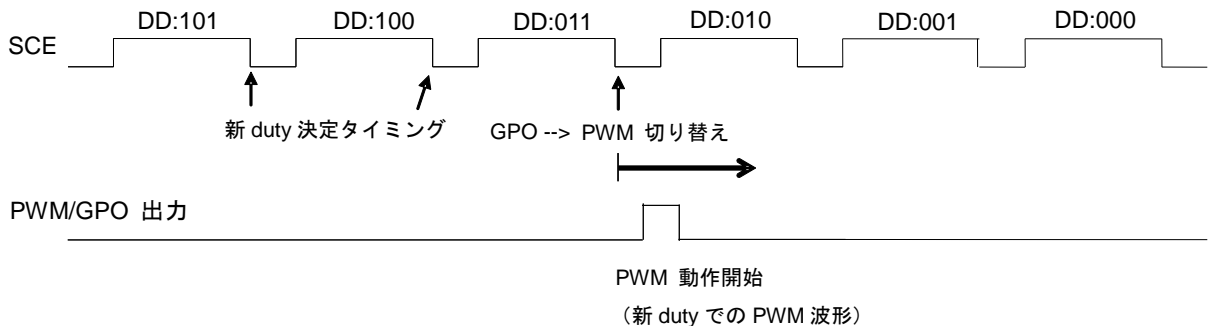 DD:101 DD:100 DD:011 DD:010 DD:001 DD:000
SCE
新 duty 決定タイミング
GPO --> PWM 切り替え
PWM/GPO 出力
PWM 動作開始
（新 duty での PWM 波形）